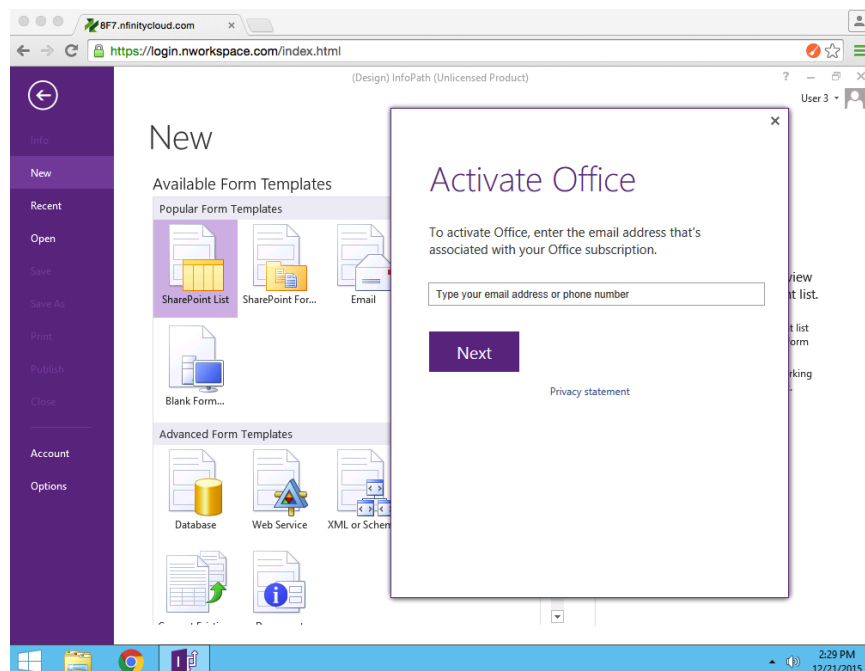 8F7.nfinitycloud.com
https://login.nworkspace.com/index.html
(Design) InfoPath (Unlicensed Product)
User 3
Info
New
Recent
Open
Save
Save As
Print
Publish
Close
Account
Options
New
Available Form Templates
Popular Form Templates
SharePoint List
SharePoint For...
Email
Blank Form...
Advanced Form Templates
Database
Web Service
XML or Schem
Activate Office
To activate Office, enter the email address that's
associated with your Office subscription.
Type your email address or phone number
Next
Privacy statement
view
nt list.
t list
form
rking
2:29 PM
12/21/2015